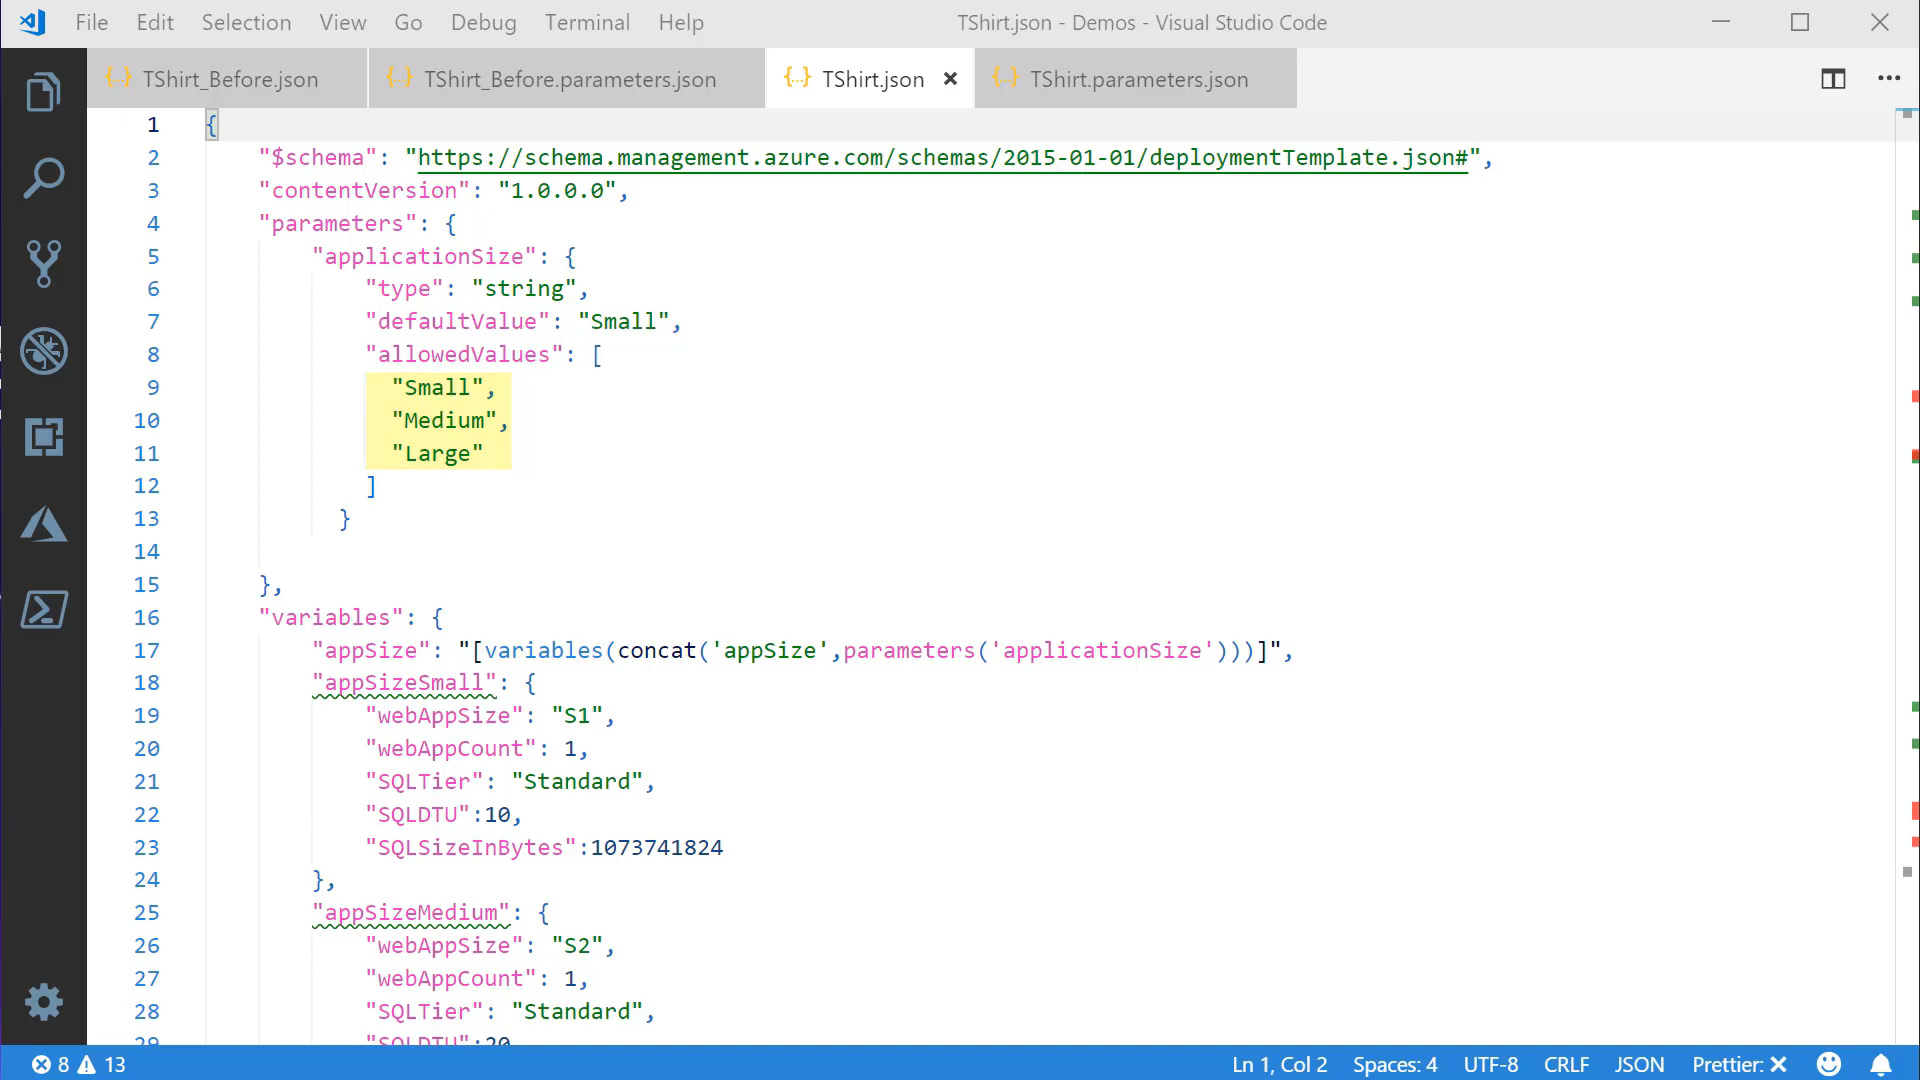 File Edit Selection View Go Debug Terminal Help TShirt.json - Demos - Visual Studio Code
TShirt_Before.json TShirt_Before.parameters.json TShirt.json TShirt.parameters.json
1 {
2 "$schema": "https://schema.management.azure.com/schemas/2015-01-01/deploymentTemplate.json#",
3 "contentVersion": "1.0.0.0",
4 "parameters": {
5 "applicationSize": {
6 "type": "string",
7 "defaultValue": "Small",
8 "allowedValues": [
9 "Small",
10 "Medium",
11 "Large"
12 ]
13 }
14
15 },
16 "variables": {
17 "appSize": "[variables(concat('appSize',parameters('applicationSize')))]",
18 "appSizeSmall": {
19 "webAppSize": "S1",
20 "webAppCount": 1,
21 "SQLTier": "Standard",
22 "SQLDTU":10,
23 "SQLSizeInBytes":1073741824
24 },
25 "appSizeMedium": {
26 "webAppSize": "S2",
27 "webAppCount": 1,
28 "SQLTier": "Standard",
29 "SQLDTU":20
8 13 Ln 1, Col 2 Spaces: 4 UTF-8 CRLF JSON Prettier: ✕